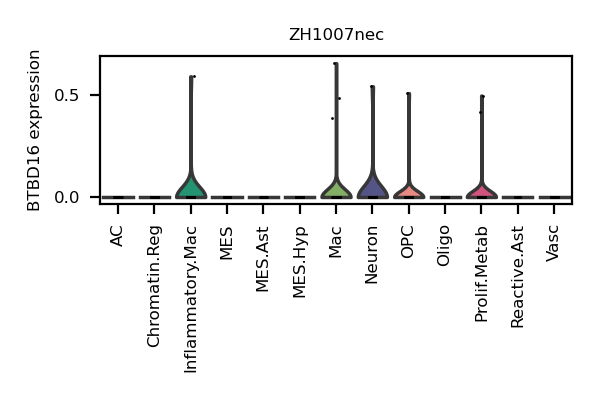 ZH1007nec
BTBD16 expression
0.5
0.0
AC
Chromatin.Reg
Inflammatory.Mac
MES
MES.Ast
MES.Hyp
Mac
Neuron
OPC
Oligo
Prolif.Metab
Reactive.Ast
Vasc